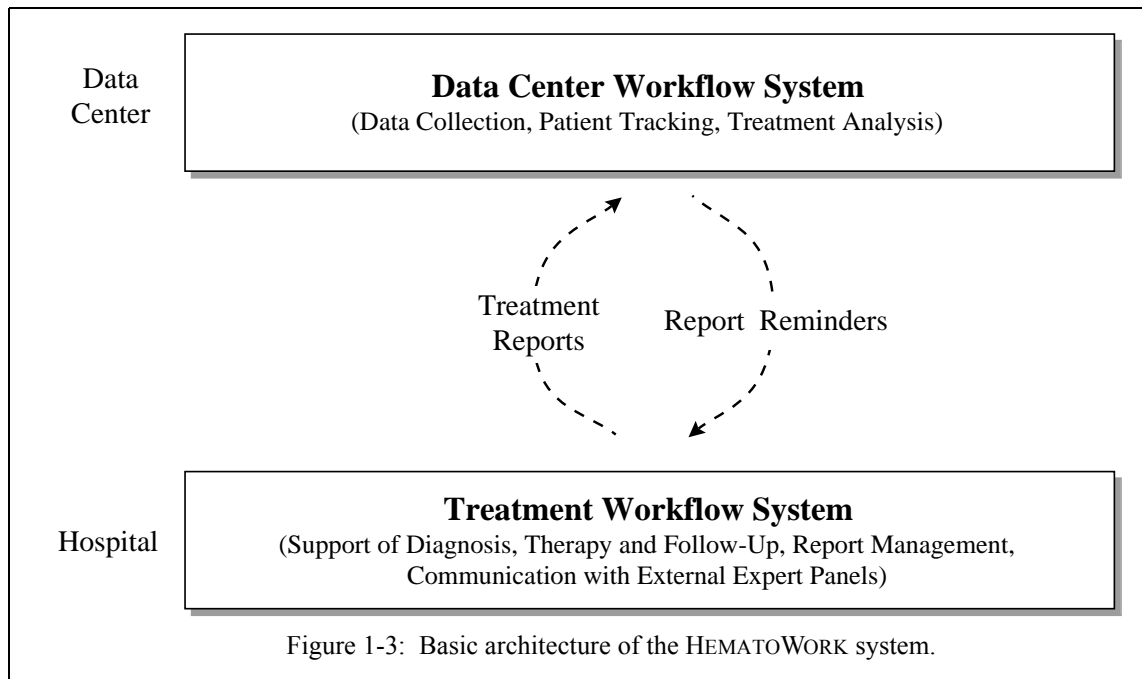 Data
Center
Data Center Workflow System
(Data Collection, Patient Tracking, Treatment Analysis)
Treatment
Reports
Report Reminders
Hospital
Treatment Workflow System
(Support of Diagnosis, Therapy and Follow-Up, Report Management,
Communication with External Expert Panels)
Figure 1-3: Basic architecture of the HEMATOWORK system.